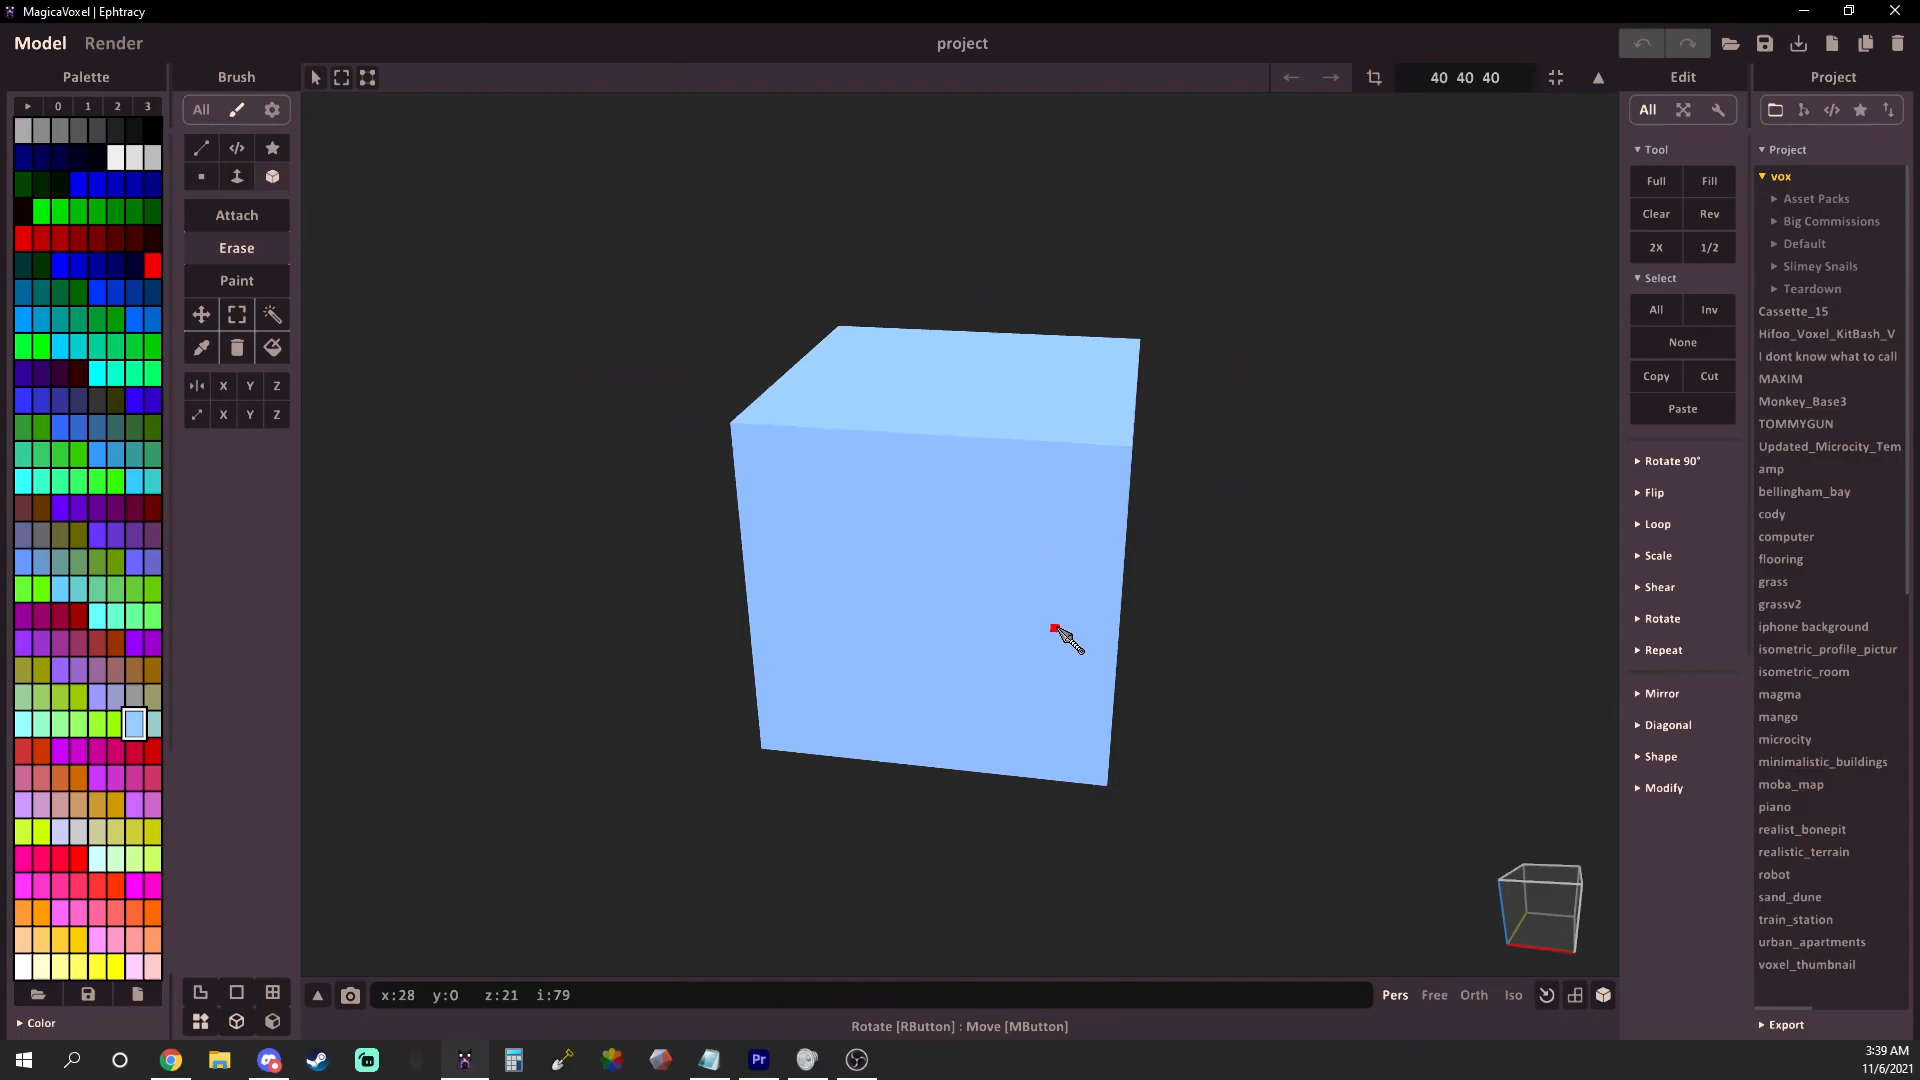 MagicaVoxel | Ephtracy
Model Render
project
Palette
Brush
40 40 40
Edit
Project
0 1 2 3
All
All
Attach
Erase
Paint
X Y Z
X Y Z
Tool
Full Fill
Clear Rev
2X 1/2
Select
All Inv
None
Copy Cut
Paste
Rotate 90°
Flip
Loop
Scale
Shear
Rotate
Repeat
Mirror
Diagonal
Shape
Modify
Project
vox
Asset Packs
Big Commissions
Default
Slimey Snails
Teardown
Cassette_15
Hifoo_Voxel_KitBash_V
I dont know what to call
MAXIM
Monkey_Base3
TOMMYGUN
Updated_Microcity_Tem
amp
bellingham_bay
cody
computer
flooring
grass
grassv2
iphone background
isometric_profile_pictur
isometric_room
magma
mango
microcity
minimalistic_buildings
moba_map
piano
realist_bonepit
realistic_terrain
robot
sand_dune
train_station
urban_apartments
voxel_thumbnail
Export
Color
x:28 y:0 z:21 i:79
Pers Free Orth Iso
Rotate [RButton] : Move [MButton]
Pr
3:39 AM
11/6/2021